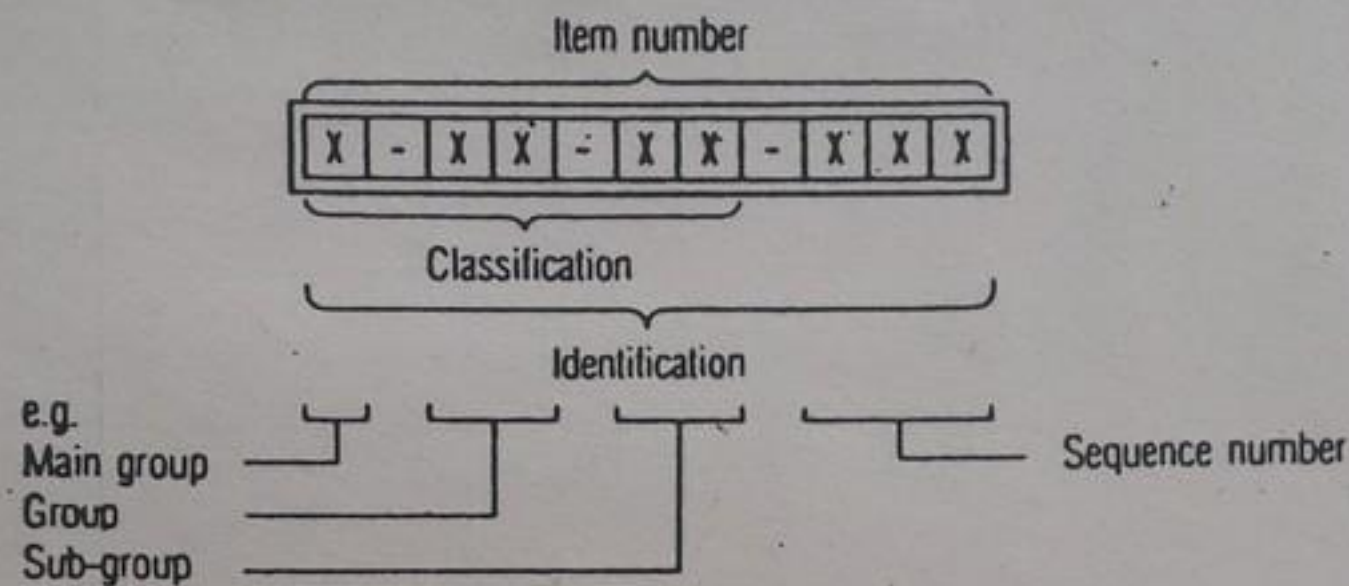 Item number
X - X X - X X - X X X
Classification
Identification
e.g.
Main group
Sequence number
Group
Sub-group